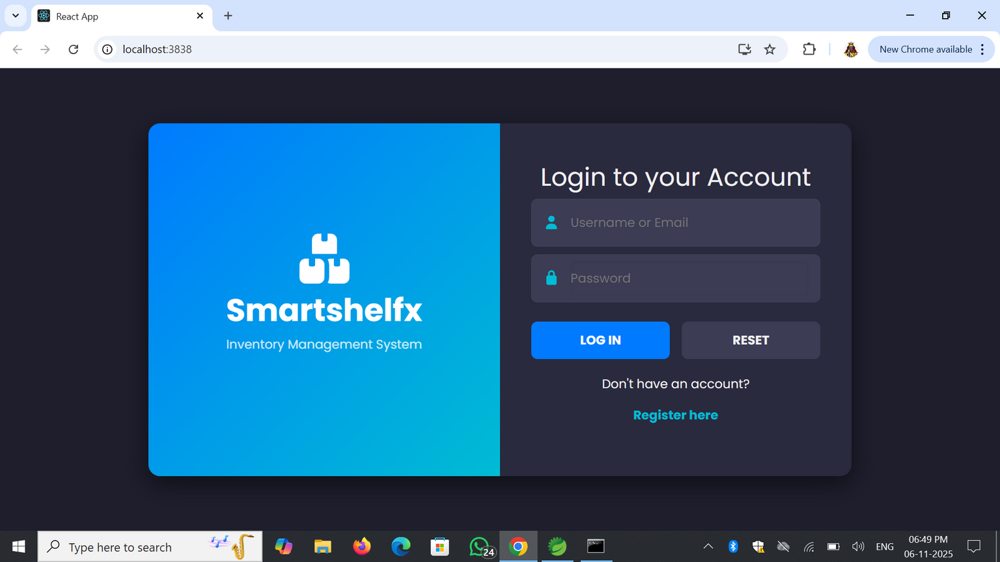 React App
localhost:3838
New Chrome available
KING
Smartshelfx
Inventory Management System
Login to your Account
Username or Email
Password
LOG IN
RESET
Don't have an account?
Register here
Type here to search
24
ENG
06:49 PM
06-11-2025